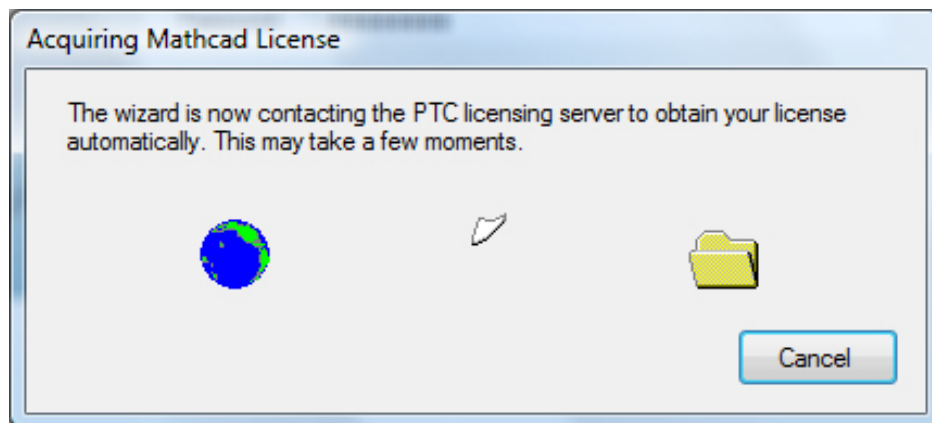 Acquiring Mathcad License
The wizard is now contacting the PTC licensing server to obtain your license
automatically. This may take a few moments.
Cancel